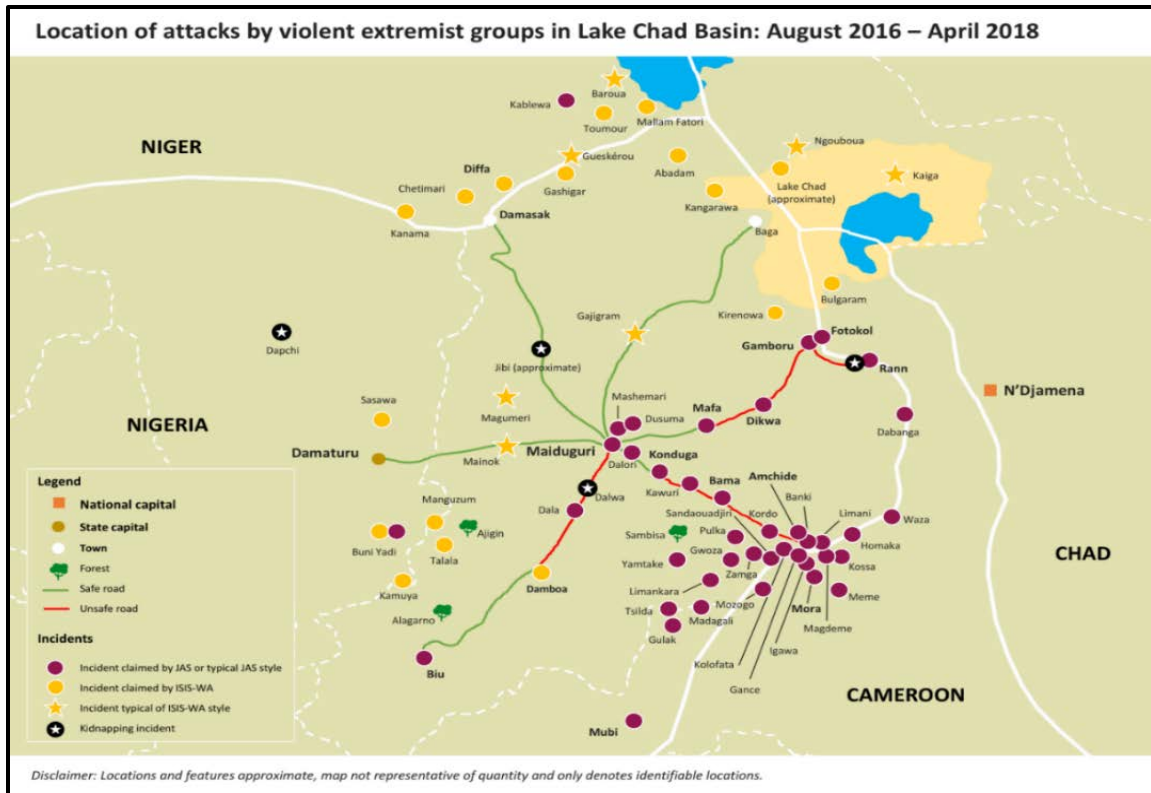 Location of attacks by violent extremist groups in Lake Chad Basin: August 2016 – April 2018
Baroua
Kablewa
Toumour
Mallam Fatori
NIGER
Gueskérou
Ngouboua
Diffa
Abadam
Kaiga
Chetimari
Gashigar
Lake Chad
(approximate)
Kangarawa
Damasak
Kanama
Baga
Bulgaram
Gajigram
Kirenowa
Fotokol
Dapchi
Gamboru
Jibi (approximate)
Rann
N'Djamena
Mashemari
Sasawa
Magumeri
Dusuma
Mafa
Dikwa
NIGERIA
Dabanga
Damaturu
Mainok
Maiduguri
Dalori
Konduga
Amchide
Kawuri
Bama
Banki
Manguzum
Dalwa
Sandaouadjiri
Kordo
Limani
Dala
Waza
Sambisa
Pulka
Ajigin
Homaka
CHAD
Buni Yadi
Talala
Gwoza
Yamtake
Zamga
Kossa
Damboa
Limankara
Kamuya
Mozogo
Mora
Meme
Tsilda
Madagali
Alagarno
Magdeme
Gulak
Igawa
Kolofata
Biu
Gance
CAMEROON
Mubi
Legend
National capital
State capital
Town
Forest
Safe road
Unsafe road
Incidents
Incident claimed by JAS or typical JAS style
Incident claimed by ISIS-WA
Incident typical of ISIS-WA style
Kidnapping incident
Disclaimer: Locations and features approximate, map not representative of quantity and only denotes identifiable locations.